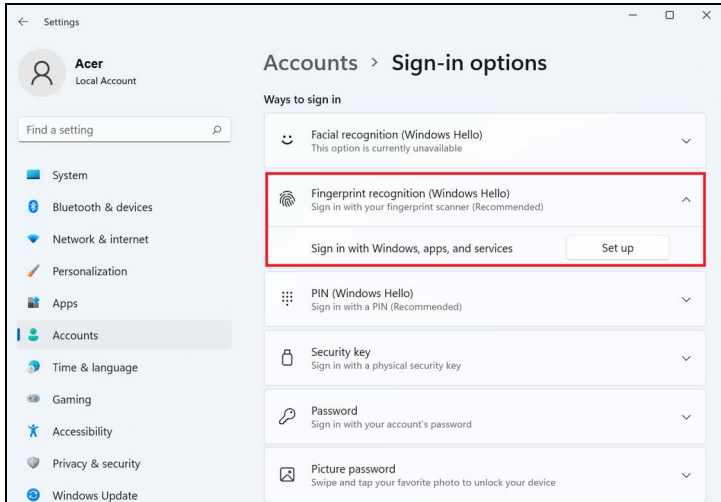 Settings
Acer
Local Account
Find a setting
System
Bluetooth & devices
Network & internet
Personalization
Apps
Accounts
Time & language
Gaming
Accessibility
Privacy & security
Windows Update
Accounts > Sign-in options
Ways to sign in
Facial recognition (Windows Hello)
This option is currently unavailable
Fingerprint recognition (Windows Hello)
Sign in with your fingerprint scanner (Recommended)
Sign in with Windows, apps, and services
Set up
PIN (Windows Hello)
Sign in with a PIN (Recommended)
Security key
Sign in with a physical security key
Password
Sign in with your account's password
Picture password
Swipe and tap your favorite photo to unlock your device